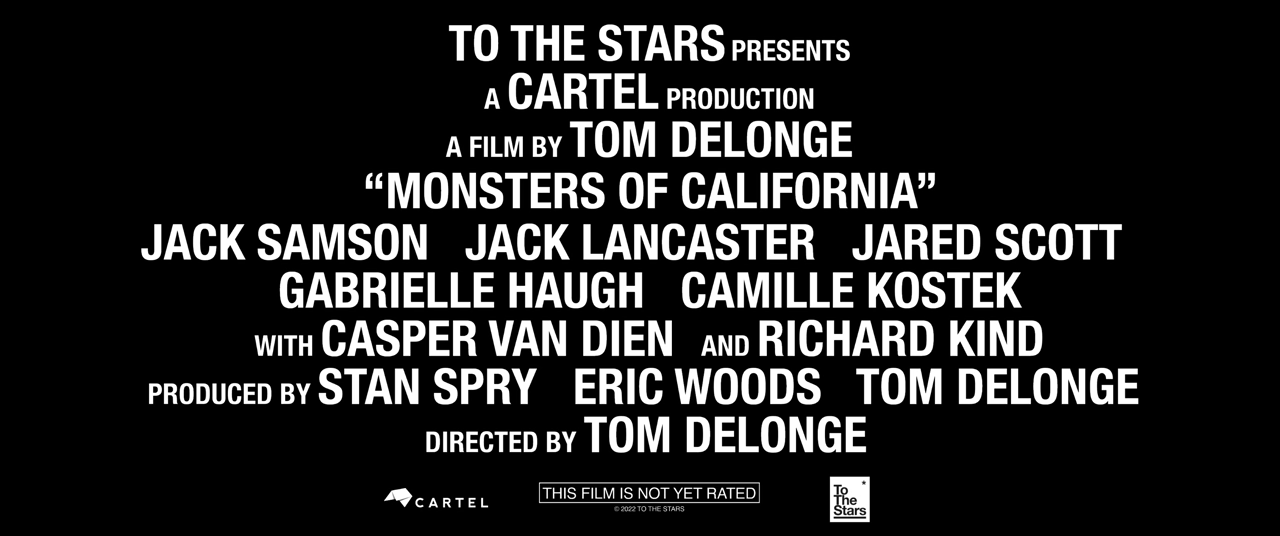 TO THE STARS PRESENTS
A CARTEL PRODUCTION
A FILM BY TOM DELONGE
“MONSTERS OF CALIFORNIA”
JACK SAMSON JACK LANCASTER JARED SCOTT
GABRIELLE HAUGH CAMILLE KOSTEK
WITH CASPER VAN DIEN AND RICHARD KIND
PRODUCED BY STAN SPRY ERIC WOODS TOM DELONGE
DIRECTED BY TOM DELONGE
CARTEL
THIS FILM IS NOT YET RATED
© 2022 TO THE STARS
To *
The
Stars